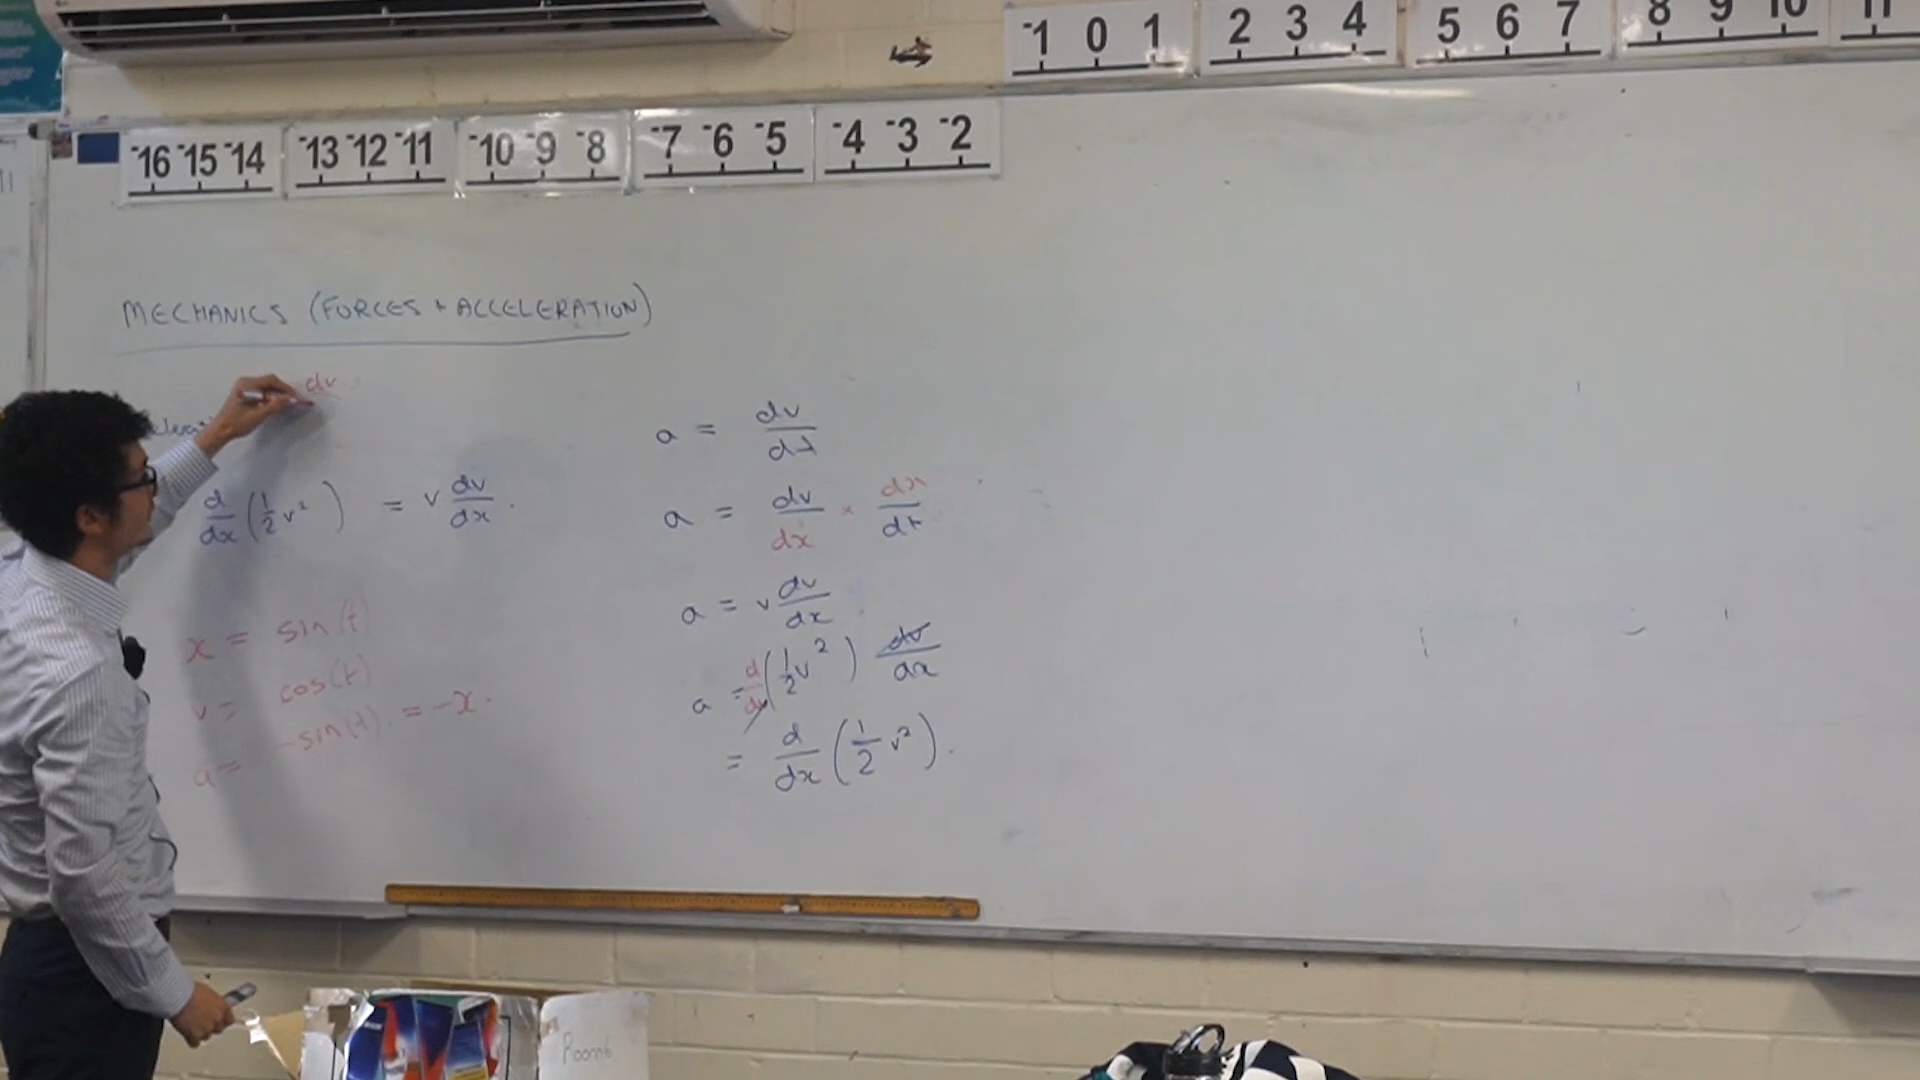 -1 0 1 2 3 4 5 6 7 8 9 10 11
-16 -15 -14 -13 -12 -11 -10 -9 -8 -7 -6 -5 -4 -3 -2
MECHANICS (FORCES + ACCELERATION)
dv
d/dx (1/2 v²) = v dv/dx.
x = sin(t)
v = cos(t)
a = -sin(t). = -x.
a = dv/dt
a = dv/dx × dx/dt
a = v dv/dx
a = d/dv (1/2 v²) dv/dx
= d/dx (1/2 v²).
Room6